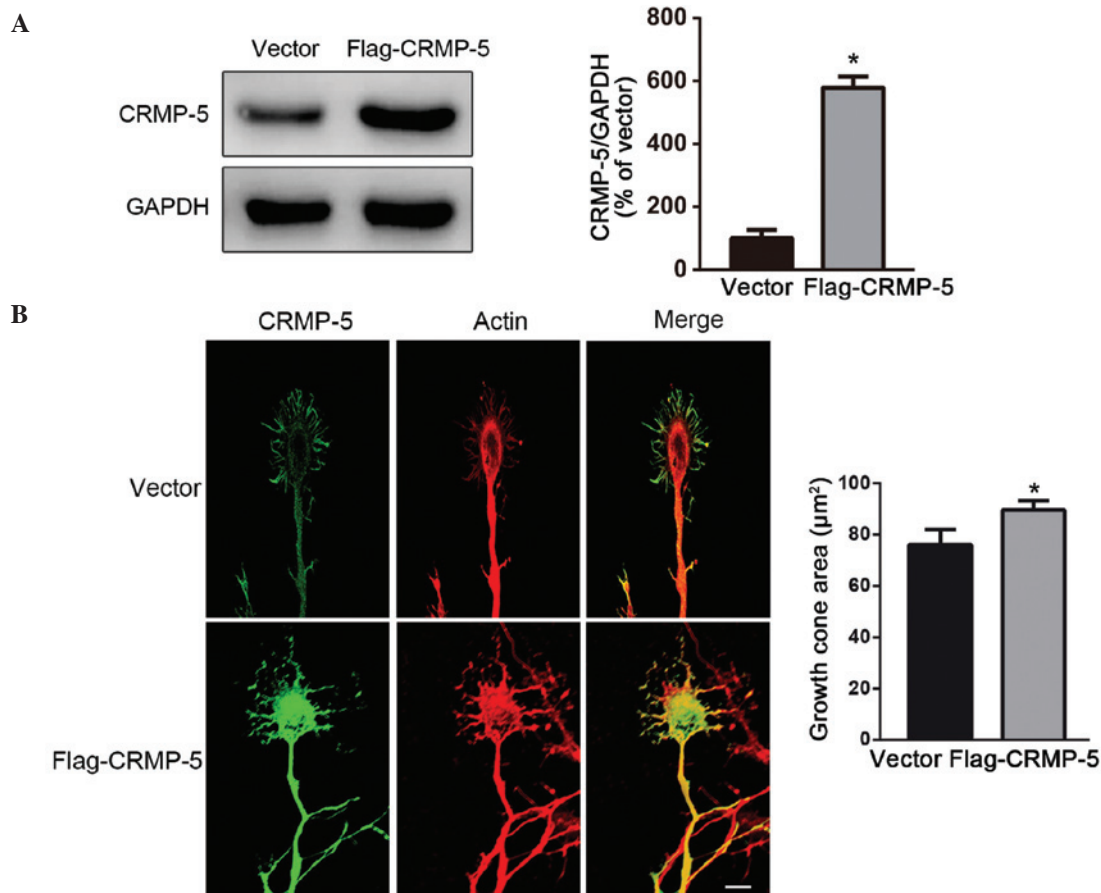 A
Vector Flag-CRMP-5
CRMP-5
GAPDH
CRMP-5/GAPDH
(% of vector)
800
600
400
200
0
*
Vector Flag-CRMP-5
B
CRMP-5 Actin Merge
Vector
Flag-CRMP-5
Growth cone area (µm²)
100
80
60
40
20
0
*
Vector Flag-CRMP-5